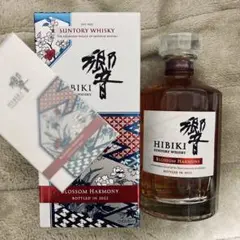 SUNTORY WHISKY
響
HIBIKI
BLOSSOM HARMONY
BOTTLED IN 2022
響
HIBIKI
SUNTORY WHISKY
BLOSSOM HARMONY
BOTTLED IN 2022